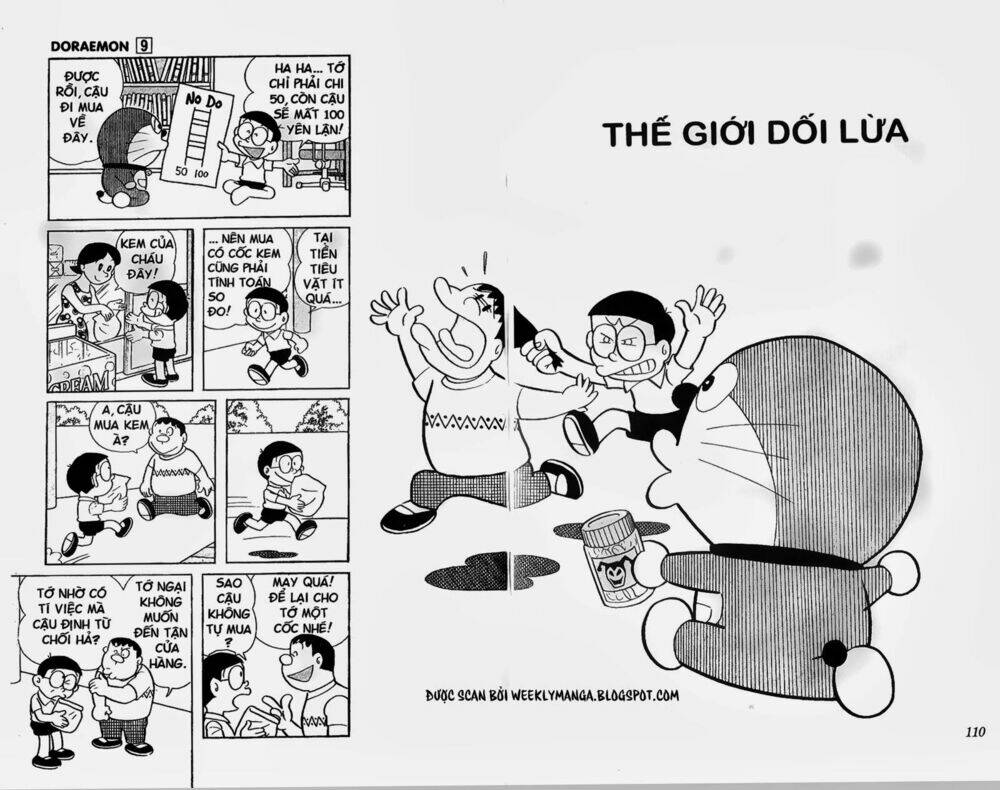 THẾ GIỚI DỐI LỪA
ĐƯỢC SCAN BỞI WEEKLYMANGA.BLOGSPOT.COM
110
DORAEMON 9
HA HA... TỚ
CHỈ PHẢI CHI
50, CÒN CẬU
SẼ MẤT 100
YÊN LẬN!
No Do
50 100
ĐƯỢC
RỒI, CẬU
ĐI MUA
VỀ
ĐÂY.
TẠI
TIỀN
TIÊU
VẶT ÍT
QUÁ...
... NÊN MUA
CÓ CỐC KEM
CŨNG PHẢI
TÍNH TOÁN
SO
ĐO!
KEM CỦA
CHÁU
ĐÂY!
CREAM
A, CẬU
MUA KEM
À?
MAY QUÁ!
ĐỂ LẠI CHO
TỚ MỘT
CỐC NHÉ!
SAO
CẬU
KHÔNG
TỰ MUA
?
TỚ NGẠI
KHÔNG
MUỐN
ĐẾN TẬN
CỬA
HÀNG.
TỚ NHỜ CÓ
TÍ VIỆC MÀ
CẬU ĐỊNH TỪ
CHỐI HẢ?